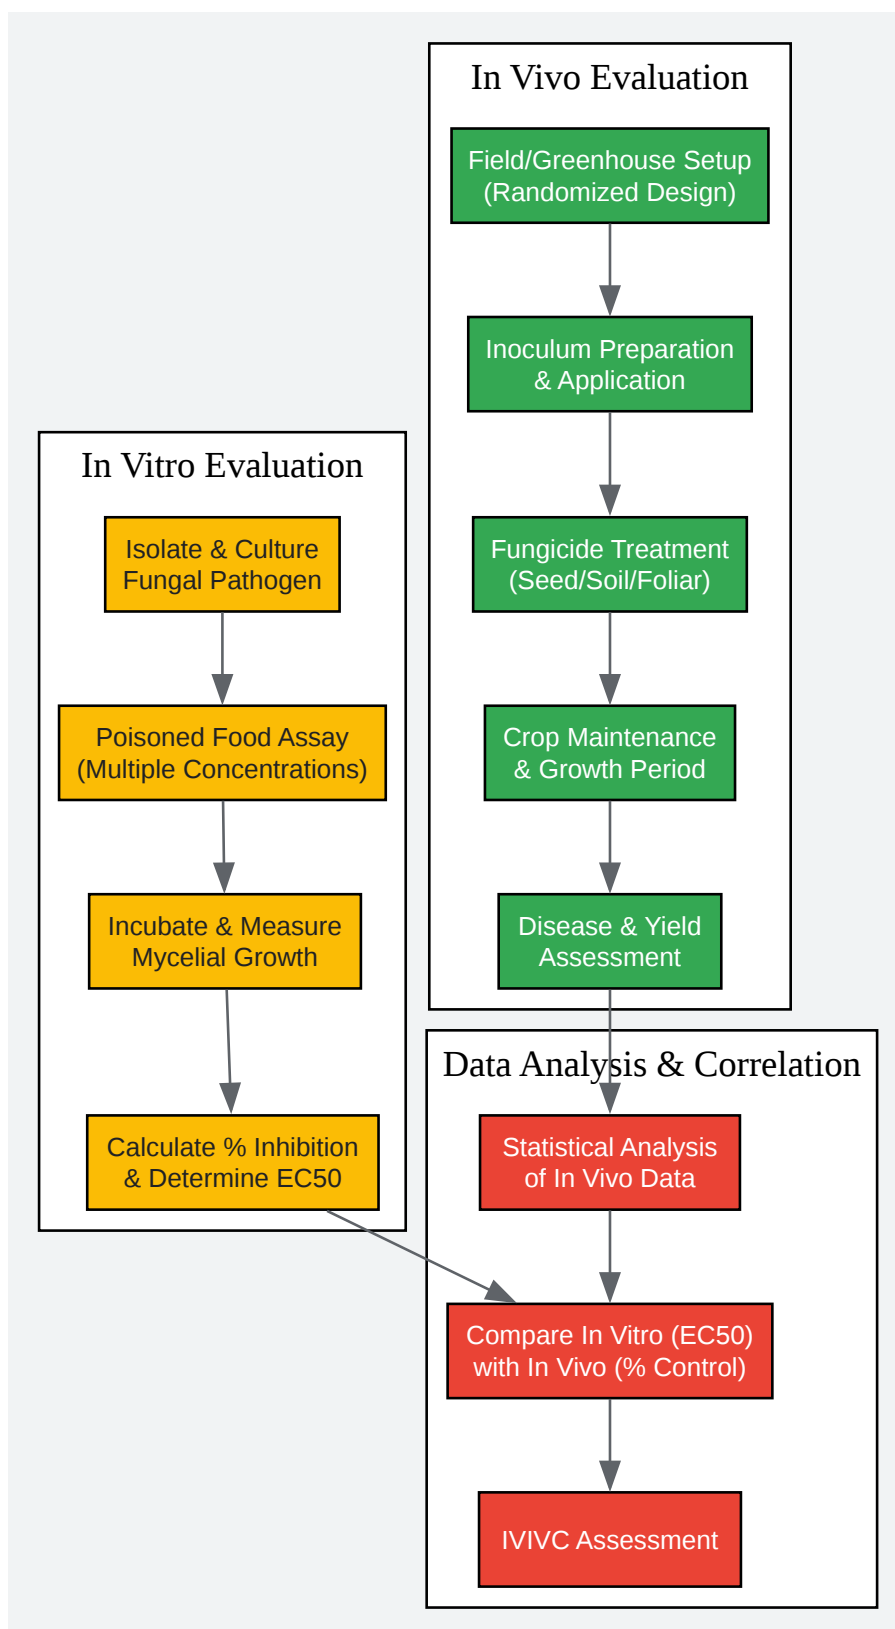 In Vivo Evaluation
Field/Greenhouse Setup
(Randomized Design)
Inoculum Preparation
& Application
Fungicide Treatment
(Seed/Soil/Foliar)
Crop Maintenance
& Growth Period
Disease & Yield
Assessment
In Vitro Evaluation
Isolate & Culture
Fungal Pathogen
Poisoned Food Assay
(Multiple Concentrations)
Incubate & Measure
Mycelial Growth
Calculate % Inhibition
& Determine EC50
Data Analysis & Correlation
Statistical Analysis
of In Vivo Data
Compare In Vitro (EC50)
with In Vivo (% Control)
IVIVC Assessment